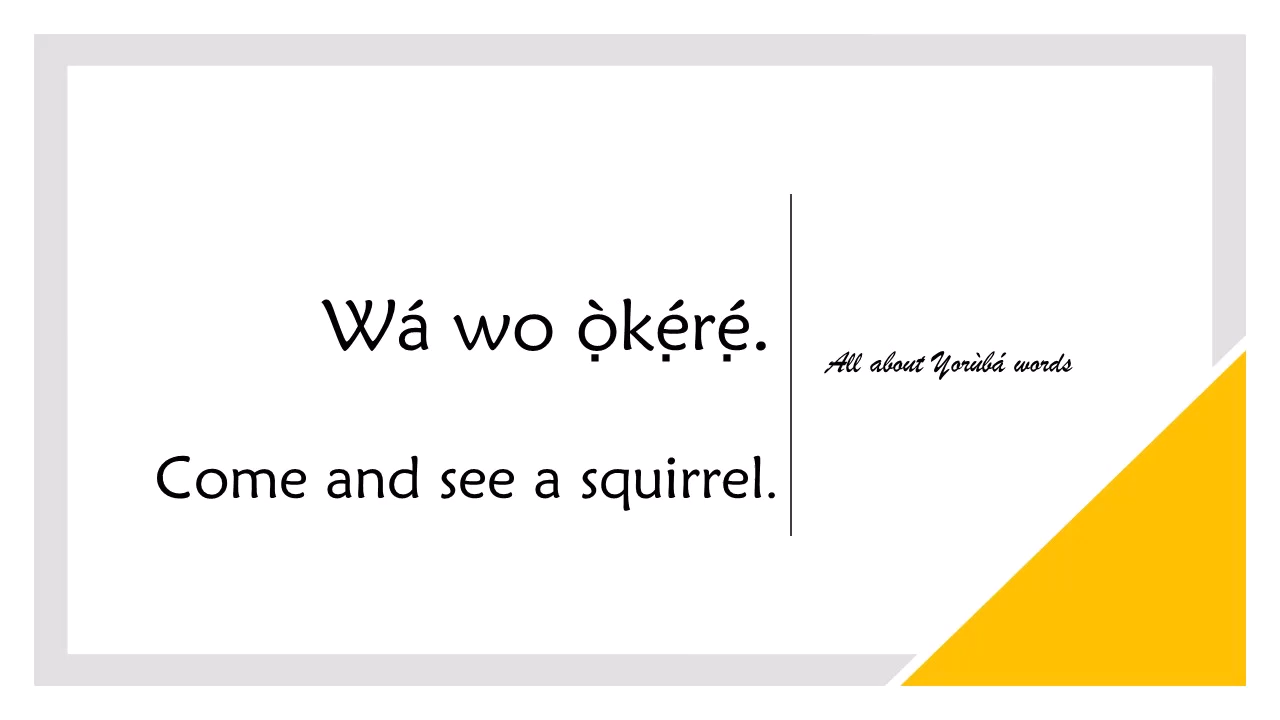 Wá wo ọ̀kẹ́rẹ́.
Come and see a squirrel.
All about Yorùbá words